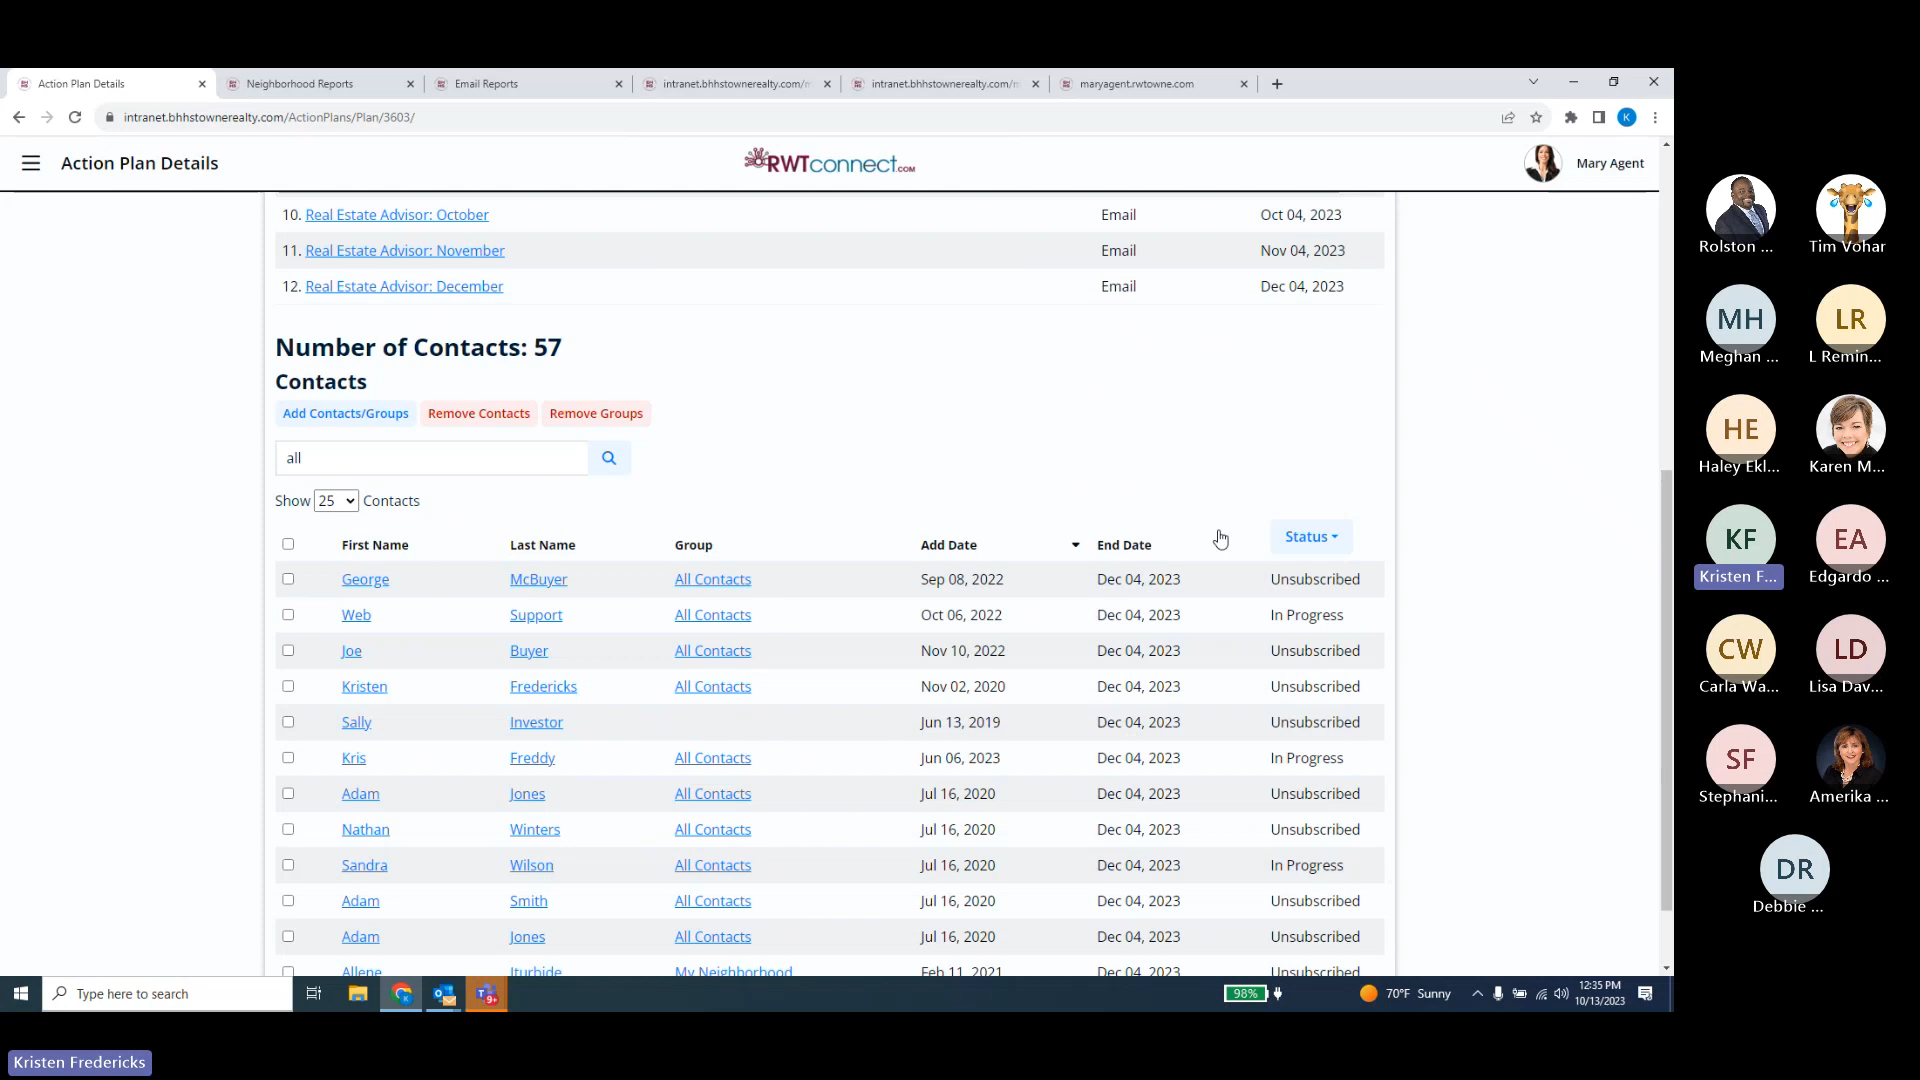 Action Plan Details
Neighborhood Reports
Email Reports
intranet.bhhstownerealty.com/m
intranet.bhhstownerealty.com/m
maryagent.rwtowne.com
intranet.bhhstownerealty.com/ActionPlans/Plan/3603/
K
Action Plan Details
RWTconnect.COM
Mary Agent
10. Real Estate Advisor: October Email Oct 04, 2023
11. Real Estate Advisor: November Email Nov 04, 2023
12. Real Estate Advisor: December Email Dec 04, 2023
Number of Contacts: 57
Contacts
Add Contacts/Groups Remove Contacts Remove Groups
all
Show 25 Contacts
First Name Last Name Group Add Date End Date Status
George McBuyer All Contacts Sep 08, 2022 Dec 04, 2023 Unsubscribed
Web Support All Contacts Oct 06, 2022 Dec 04, 2023 In Progress
Joe Buyer All Contacts Nov 10, 2022 Dec 04, 2023 Unsubscribed
Kristen Fredericks All Contacts Nov 02, 2020 Dec 04, 2023 Unsubscribed
Sally Investor Jun 13, 2019 Dec 04, 2023 Unsubscribed
Kris Freddy All Contacts Jun 06, 2023 Dec 04, 2023 In Progress
Adam Jones All Contacts Jul 16, 2020 Dec 04, 2023 Unsubscribed
Nathan Winters All Contacts Jul 16, 2020 Dec 04, 2023 Unsubscribed
Sandra Wilson All Contacts Jul 16, 2020 Dec 04, 2023 In Progress
Adam Smith All Contacts Jul 16, 2020 Dec 04, 2023 Unsubscribed
Adam Jones All Contacts Jul 16, 2020 Dec 04, 2023 Unsubscribed
Allene Iturbide My Neighborhood Feb 11, 2021 Dec 04, 2023 Unsubscribed
Type here to search
9+
98%
70°F Sunny
12:35 PM
10/13/2023
Rolston ...
Tim Vohar
MH
Meghan ...
LR
L Remin...
HE
Haley Ekl...
Karen M...
KF
Kristen F...
EA
Edgardo ...
CW
Carla Wa...
LD
Lisa Dav...
SF
Stephani...
Amerika ...
DR
Debbie ...
Kristen Fredericks